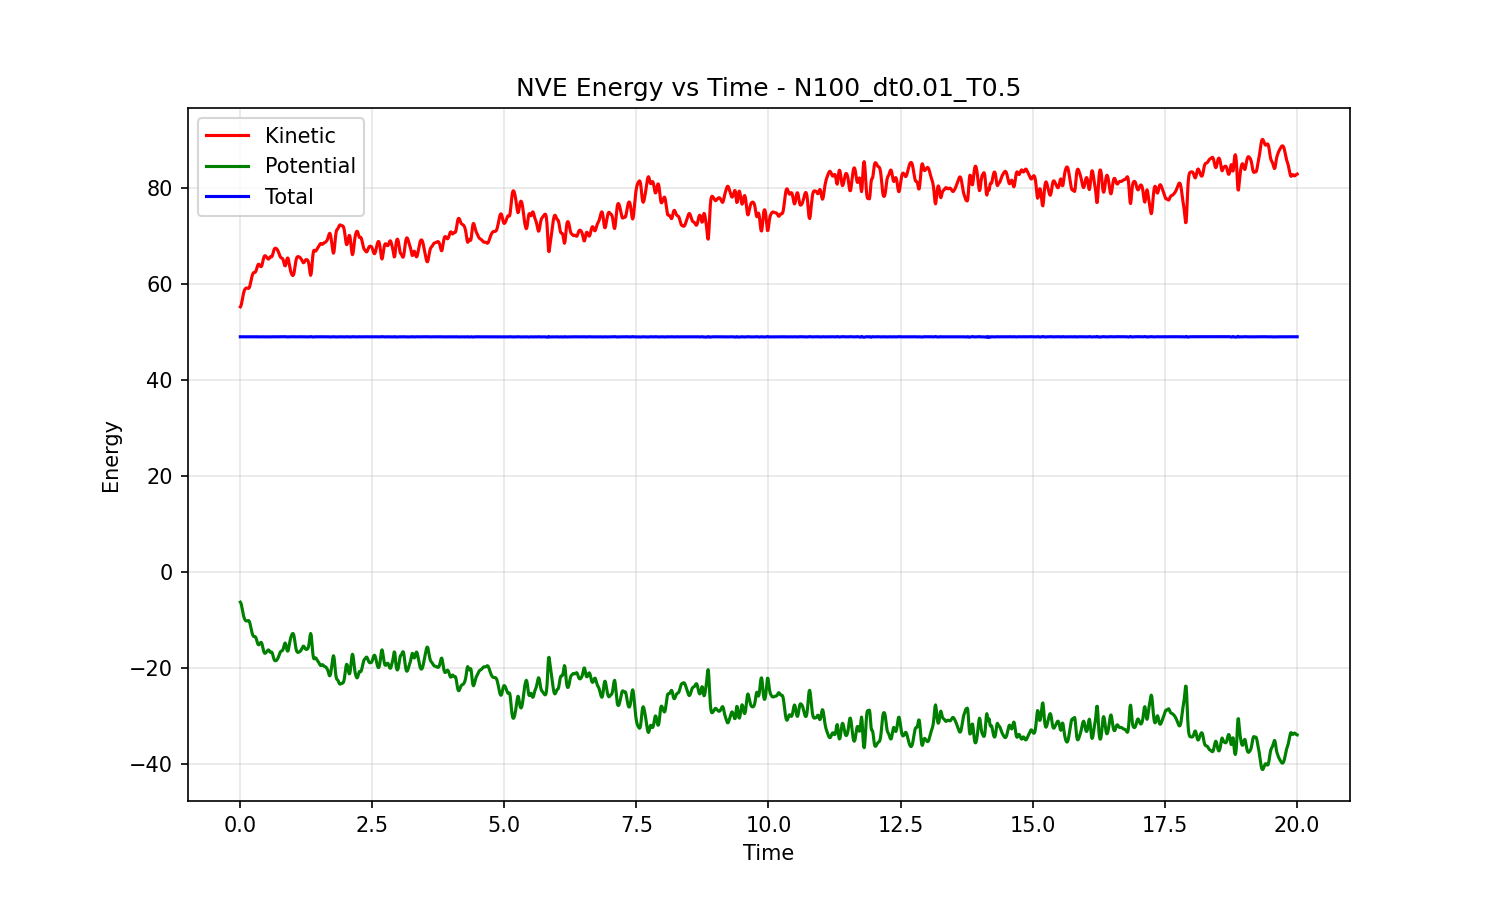 NVE Energy vs Time - N100_dt0.01_T0.5
Kinetic
Potential
Total
80
60
40
20
0
−20
−40
Energy
0.0 2.5 5.0 7.5 10.0 12.5 15.0 17.5 20.0
Time